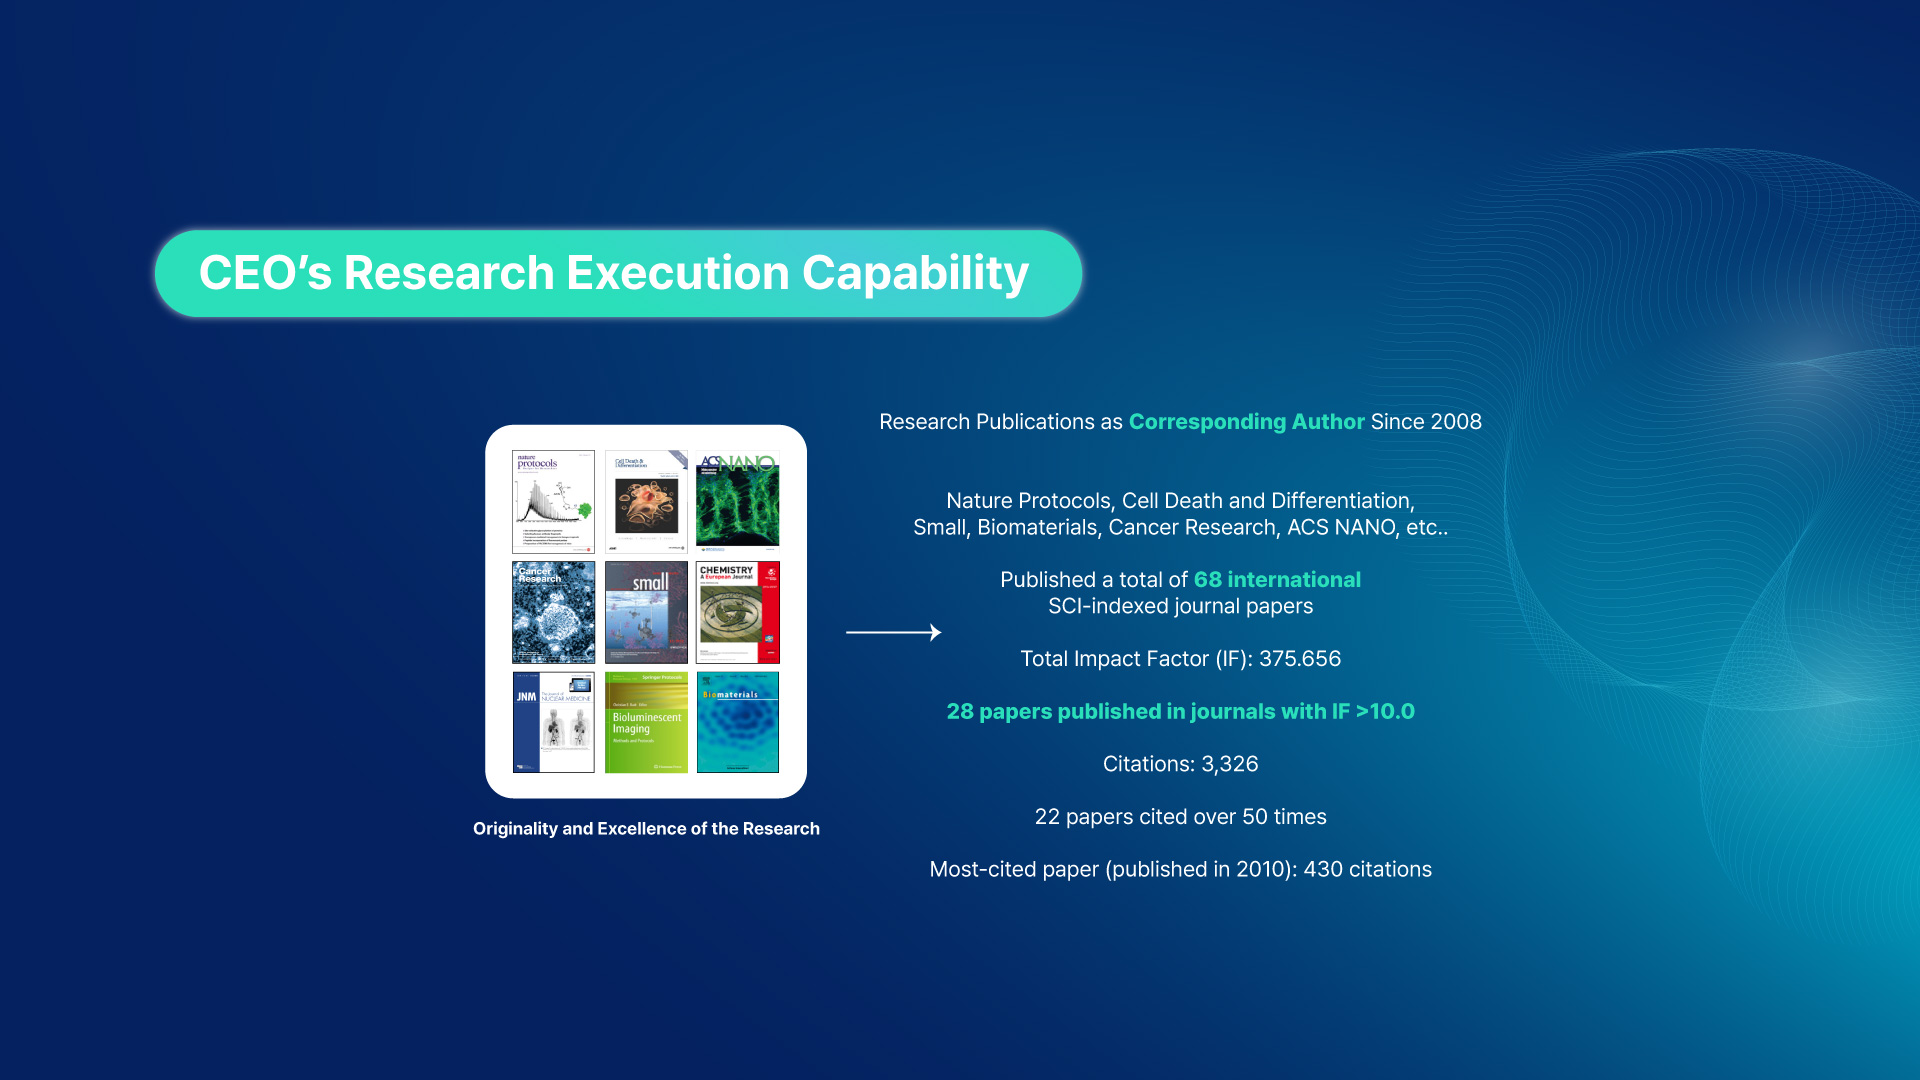 CEO’s Research Execution Capability
nature
protocols
Cell Death &
Differentiation
ACS NANO
Cancer
Research
small
CHEMISTRY
A European Journal
JNM
The Journal of
NUCLEAR MEDICINE
Springer Protocols
Bioluminescent
Imaging
Methods and Protocols
Biomaterials
Originality and Excellence of the Research
Research Publications as Corresponding Author Since 2008
Nature Protocols, Cell Death and Differentiation,
Small, Biomaterials, Cancer Research, ACS NANO, etc..
Published a total of 68 international
SCI-indexed journal papers
Total Impact Factor (IF): 375.656
28 papers published in journals with IF >10.0
Citations: 3,326
22 papers cited over 50 times
Most-cited paper (published in 2010): 430 citations